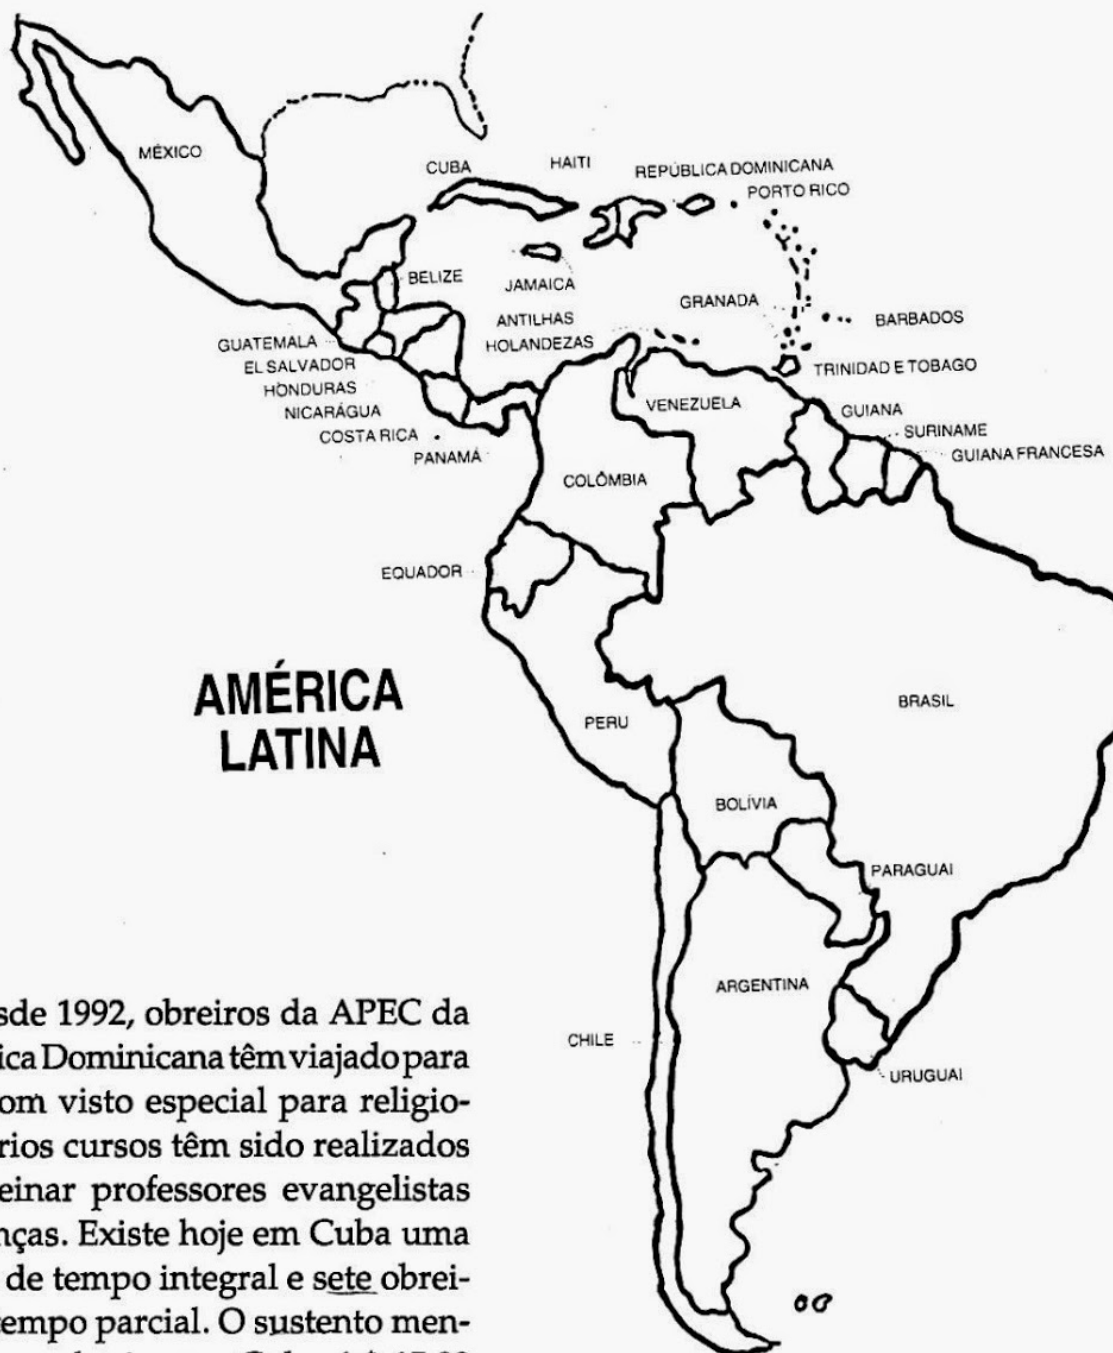 MÉXICO
CUBA
HAITI
REPÚBLICA DOMINICANA
PORTO RICO
BELIZE
JAMAICA
GRANADA
ANTILHAS
HOLANDEZAS
BARBADOS
GUATEMALA
EL SALVADOR
HONDURAS
NICARÁGUA
COSTA RICA
PANAMÁ
TRINIDAD E TOBAGO
VENEZUELA
GUIANA
SURINAME
GUIANA FRANCESA
COLÔMBIA
EQUADOR
AMÉRICA
LATINA
PERU
BRASIL
BOLÍVIA
PARAGUAI
ARGENTINA
CHILE
URUGUAI
sde 1992, obreiros da APEC da
ica Dominicana têm viajado para
om visto especial para religio-
rios cursos têm sido realizados
einar professores evangelistas
nças. Existe hoje em Cuba uma
de tempo integral e sete obrei-
empo parcial. O sustento men-